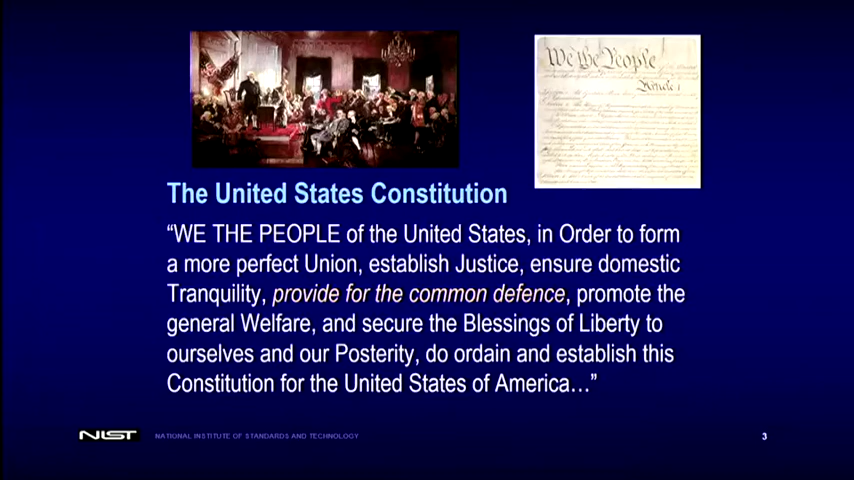 We the People
Article 1
The United States Constitution
“WE THE PEOPLE of the United States, in Order to form
a more perfect Union, establish Justice, ensure domestic
Tranquility, provide for the common defence, promote the
general Welfare, and secure the Blessings of Liberty to
ourselves and our Posterity, do ordain and establish this
Constitution for the United States of America…”
NIST NATIONAL INSTITUTE OF STANDARDS AND TECHNOLOGY 3